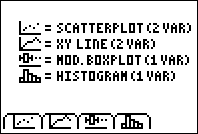 = SCATTERPLOT (2 VAR)
= XY LINE (2 VAR)
= MOD. BOXPLOT (1 VAR)
= HISTOGRAM (1 VAR)